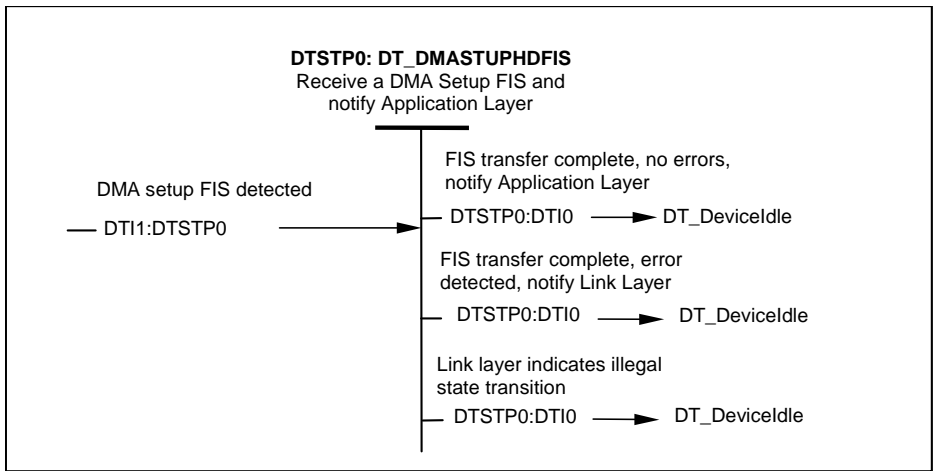 DTSTP0: DT_DMASTUPHDFIS
Receive a DMA Setup FIS and
notify Application Layer
DMA setup FIS detected
DTI1:DTSTP0
FIS transfer complete, no errors,
notify Application Layer
DTSTP0:DTI0
DT_DeviceIdle
FIS transfer complete, error
detected, notify Link Layer
DTSTP0:DTI0
DT_DeviceIdle
Link layer indicates illegal
state transition
DTSTP0:DTI0
DT_DeviceIdle